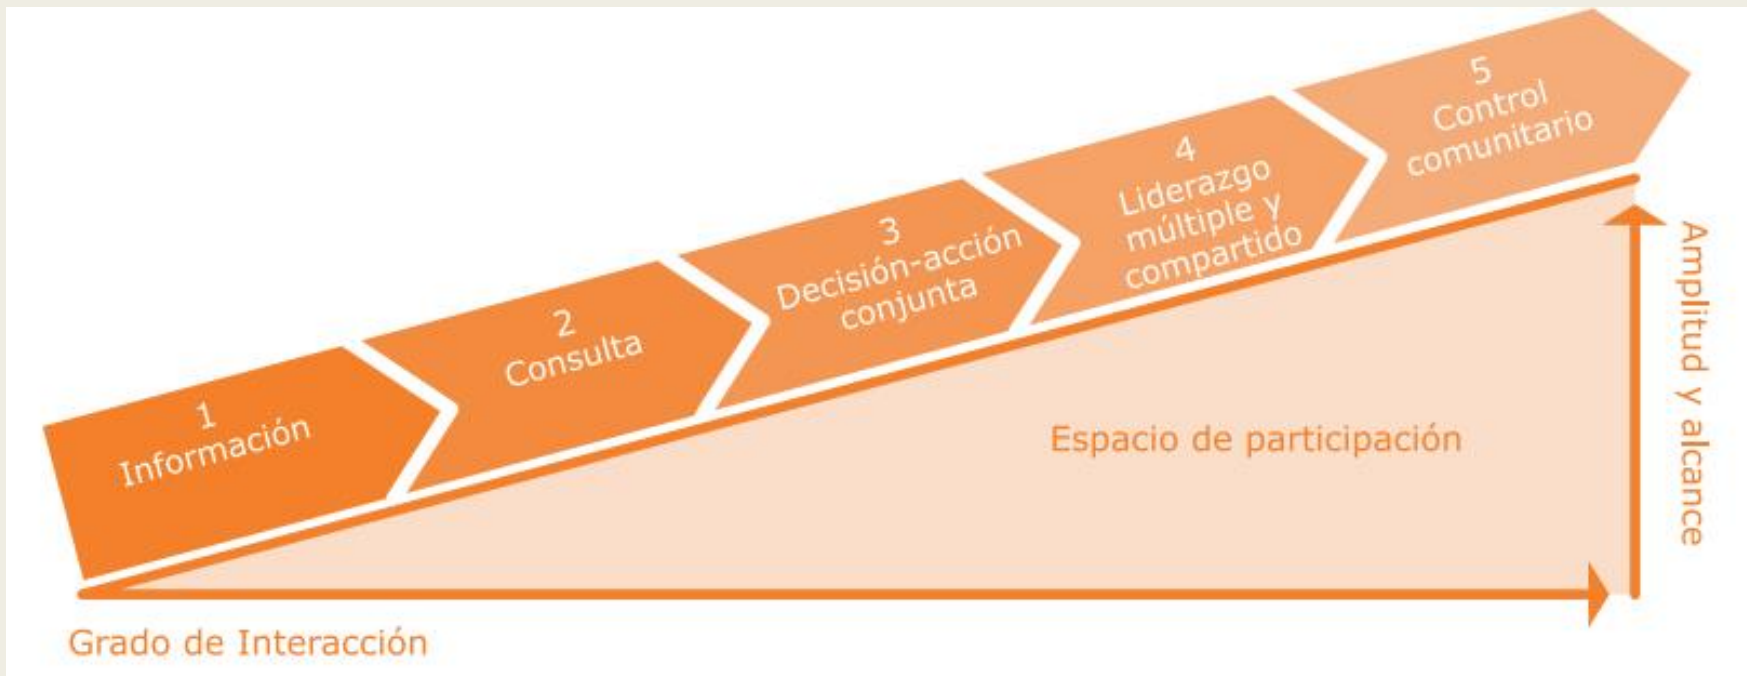 1
Información
2
Consulta
3
Decisión-acción
conjunta
4
Liderazgo
múltiple y
compartido
5
Control
comunitario
Espacio de participación
Amplitud y alcance
Grado de Interacción